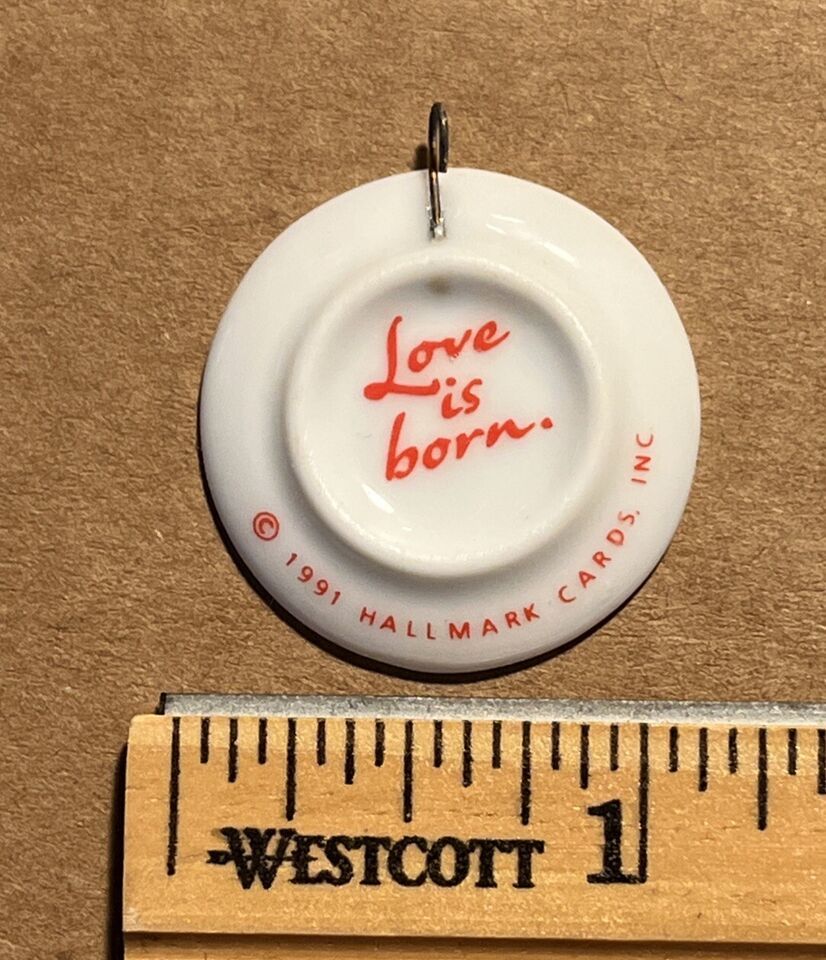 Love
is
born.
© 1991 HALLMARK CARDS, INC.
WESTCOTT
1